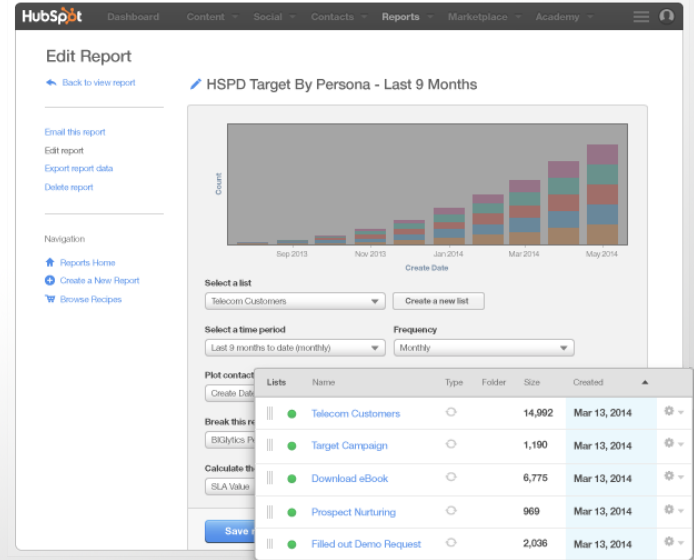 HubSpot Dashboard Content Social Contacts Reports Marketplace Academy
Edit Report
Back to view report
HSPD Target By Persona - Last 9 Months
Email this report
Edit report
Export report data
Delete report
Navigation
Reports Home
Create a New Report
Browse Recipes
Count
Sep 2013 Nov 2013 Jan 2014 Mar 2014 May 2014
Create Date
Select a list
Telecom Customers Create a new list
Select a time period Frequency
Last 9 months to date (monthly) Monthly
Plot contact
Create Date
Break this re
BIGlytics Pe
Calculate the
SLA Value
Save
Lists Name Type Folder Size Created
Telecom Customers 14,992 Mar 13, 2014
Target Campaign 1,190 Mar 13, 2014
Download eBook 6,775 Mar 13, 2014
Prospect Nurturing 969 Mar 13, 2014
Filled out Demo Request 2,036 Mar 13, 2014